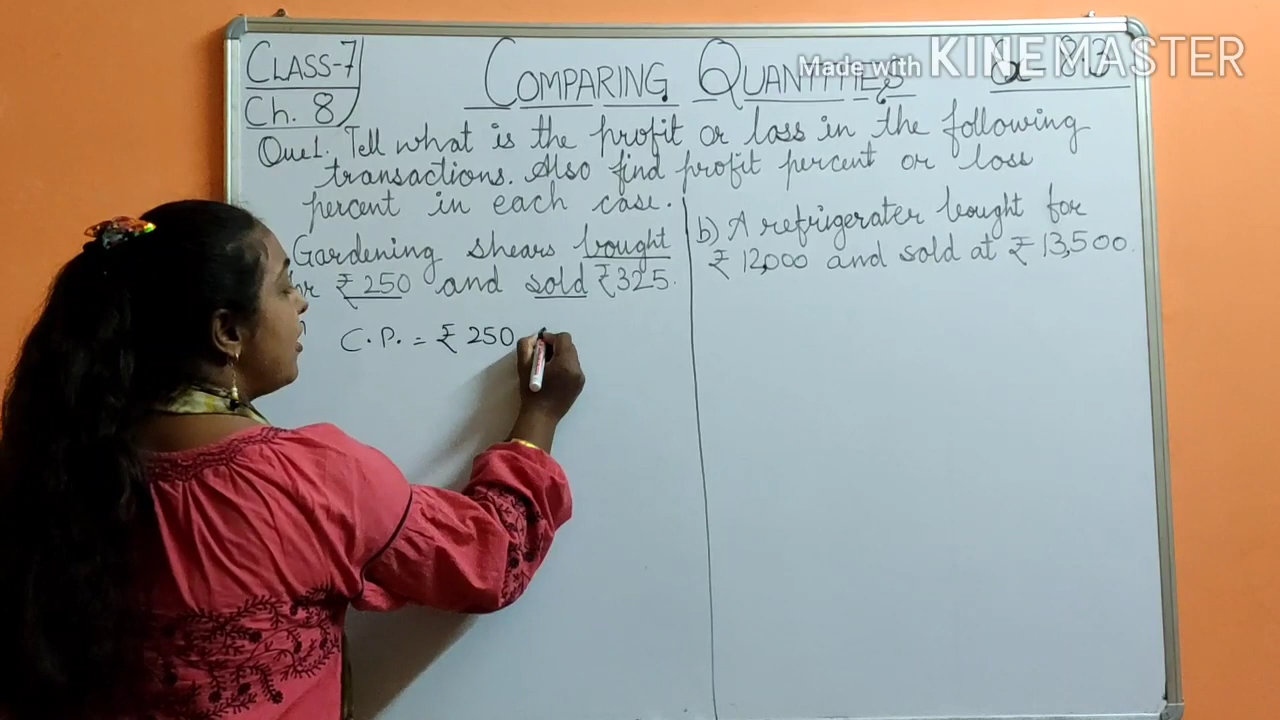 CLASS-7
Ch. 8
COMPARING QUANTITIES
8.3
Made with KINEMASTER
Que1. Tell what is the profit or loss in the following
transactions. Also find profit percent or loss
percent in each case.
Gardening shears bought
₹ 250 and sold ₹325.
C.P. = ₹ 250
b) A refrigerater bought for
₹ 12,000 and sold at ₹ 13,500.